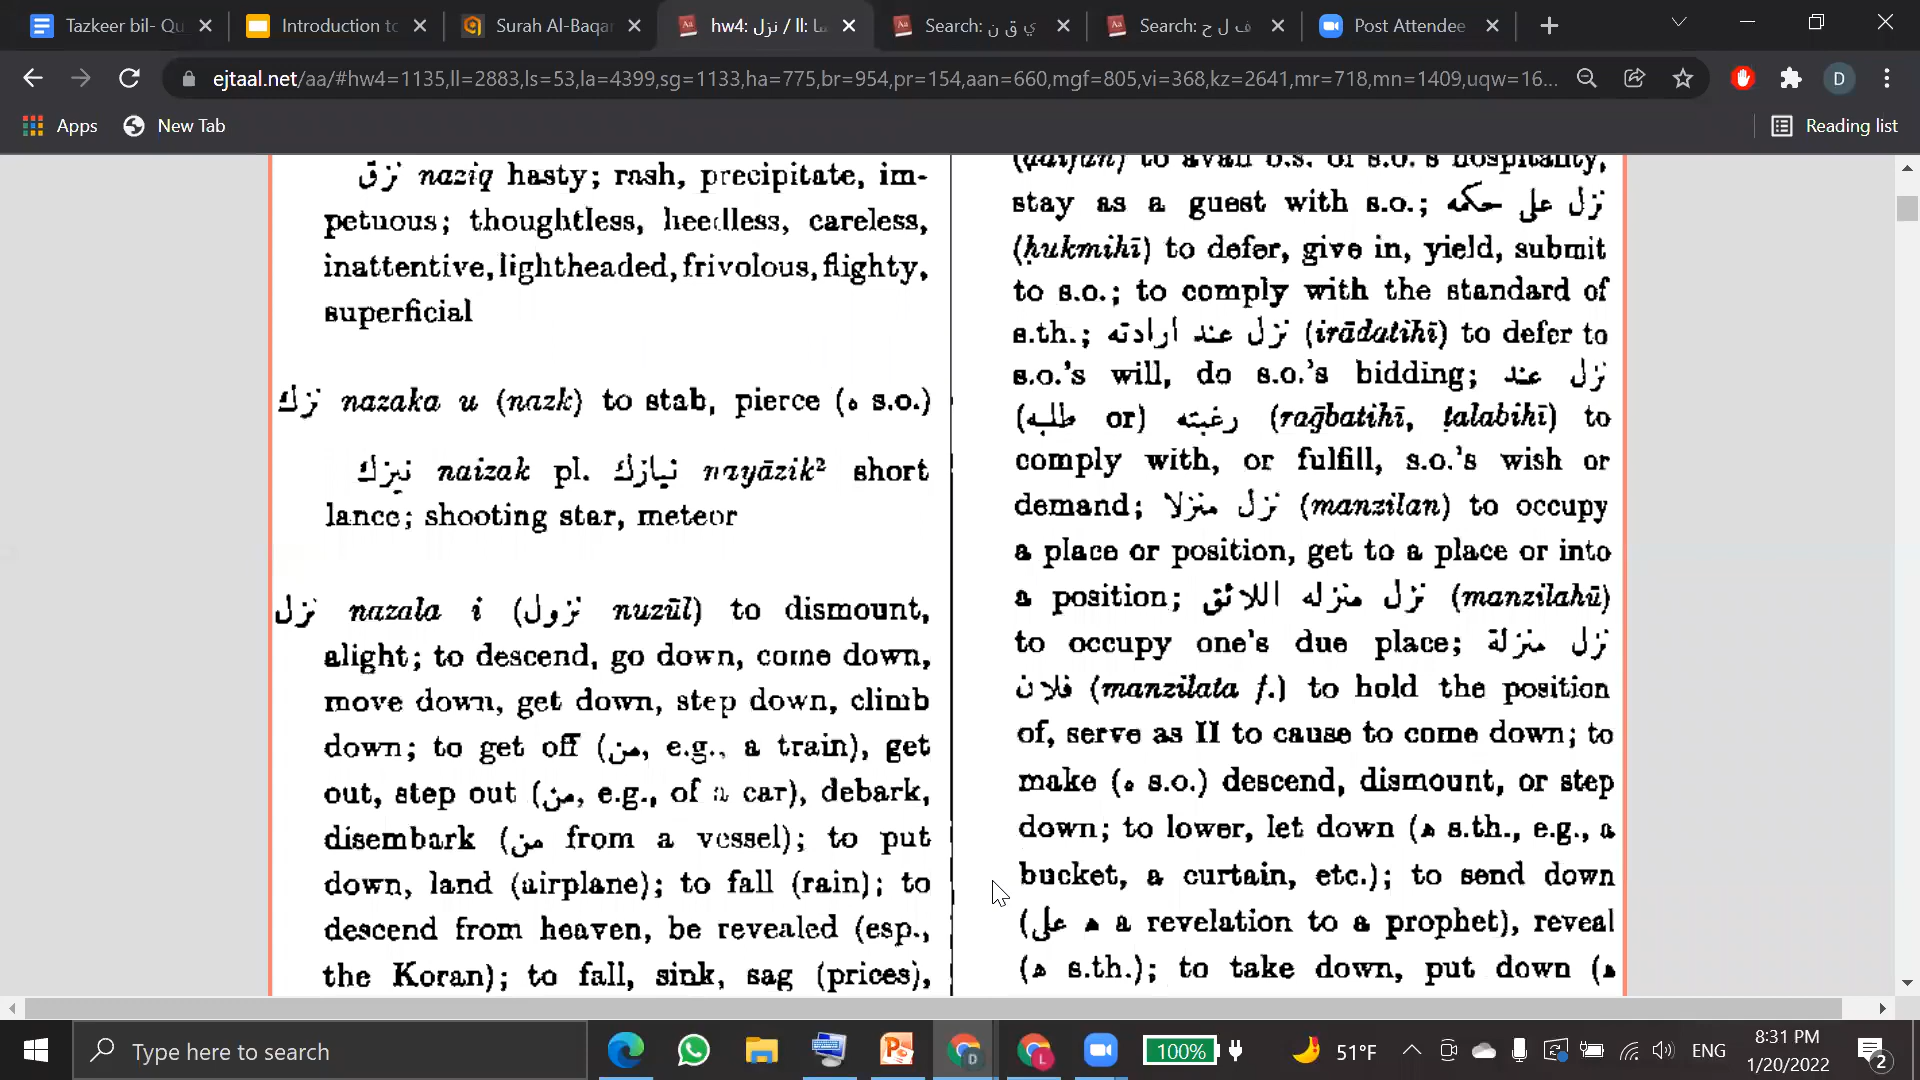 Tazkeer bil- Qu
Introduction to
Surah Al-Baqar
hw4: نزل / ll:
Search: ي ق ن
Search: ف ل ح
Post Attendee
ejtaal.net/aa/#hw4=1135,ll=2883,ls=53,la=4399,sg=1133,ha=775,br=954,pr=154,aan=660,mgf=805,vi=368,kz=2641,mr=718,mn=1409,uqw=16...
D
Apps
New Tab
Reading list
نزق naziq hasty; rash, precipitate, im-
petuous; thoughtless, heedless, careless,
inattentive, lightheaded, frivolous, flighty,
superficial
نزك nazaka u (nazk) to stab, pierce (ه s.o.)
نيزك naizak pl. نيازك nayāzik² short
lance; shooting star, meteor
نزل nazala i (نزول nuzūl) to dismount,
alight; to descend, go down, come down,
move down, get down, step down, climb
down; to get off (من, e.g., a train), get
out, step out (من, e.g., of a car), debark,
disembark (من from a vessel); to put
down, land (airplane); to fall (rain); to
descend from heaven, be revealed (esp.,
the Koran); to fall, sink, sag (prices),
(ḍaifan) to avail o.s. of s.o.'s hospitality,
stay as a guest with s.o.; نزل على حكمه
(ḥukmihī) to defer, give in, yield, submit
to s.o.; to comply with the standard of
s.th.; نزل عند ارادته (irādatihī) to defer to
s.o.'s will, do s.o.'s bidding; نزل عند
رغبته (or طلبه) (raḡbatihī, ṭalabihī) to
comply with, or fulfill, s.o.'s wish or
demand; نزل منزلا (manzilan) to occupy
a place or position, get to a place or into
a position; نزل منزله اللائق (manzilahū)
to occupy one's due place; نزل منزلة
فلان (manzilata f.) to hold the position
of, serve as II to cause to come down; to
make (ه s.o.) descend, dismount, or step
down; to lower, let down (ه s.th., e.g., a
bucket, a curtain, etc.); to send down
(على ه a revelation to a prophet), reveal
(ه s.th.); to take down, put down (ه
Type here to search
100%
51°F
ENG
8:31 PM
1/20/2022
2